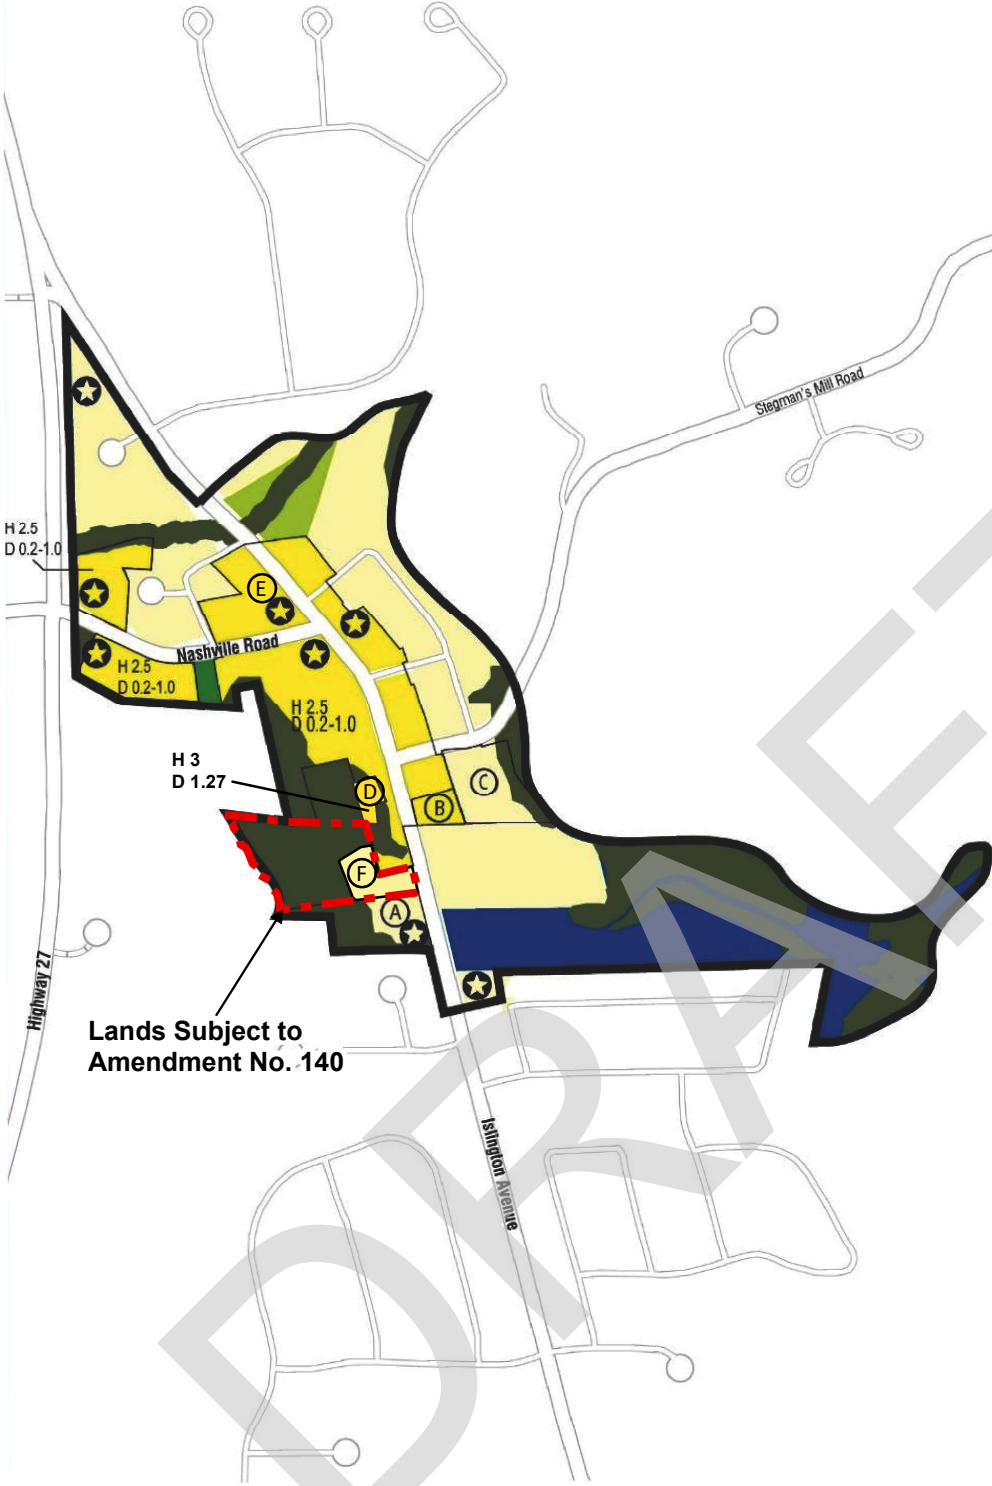 Stegman's Mill Road
H 2.5
D 0.2-1.0
E
Nashville Road
H 2.5
D 0.2-1.0
H 2.5
D 0.2-1.0
H 3
D 1.27
D
C
B
F
A
Highway 27
Lands Subject to
Amendment No. 140
Islington Avenue
DRAFT